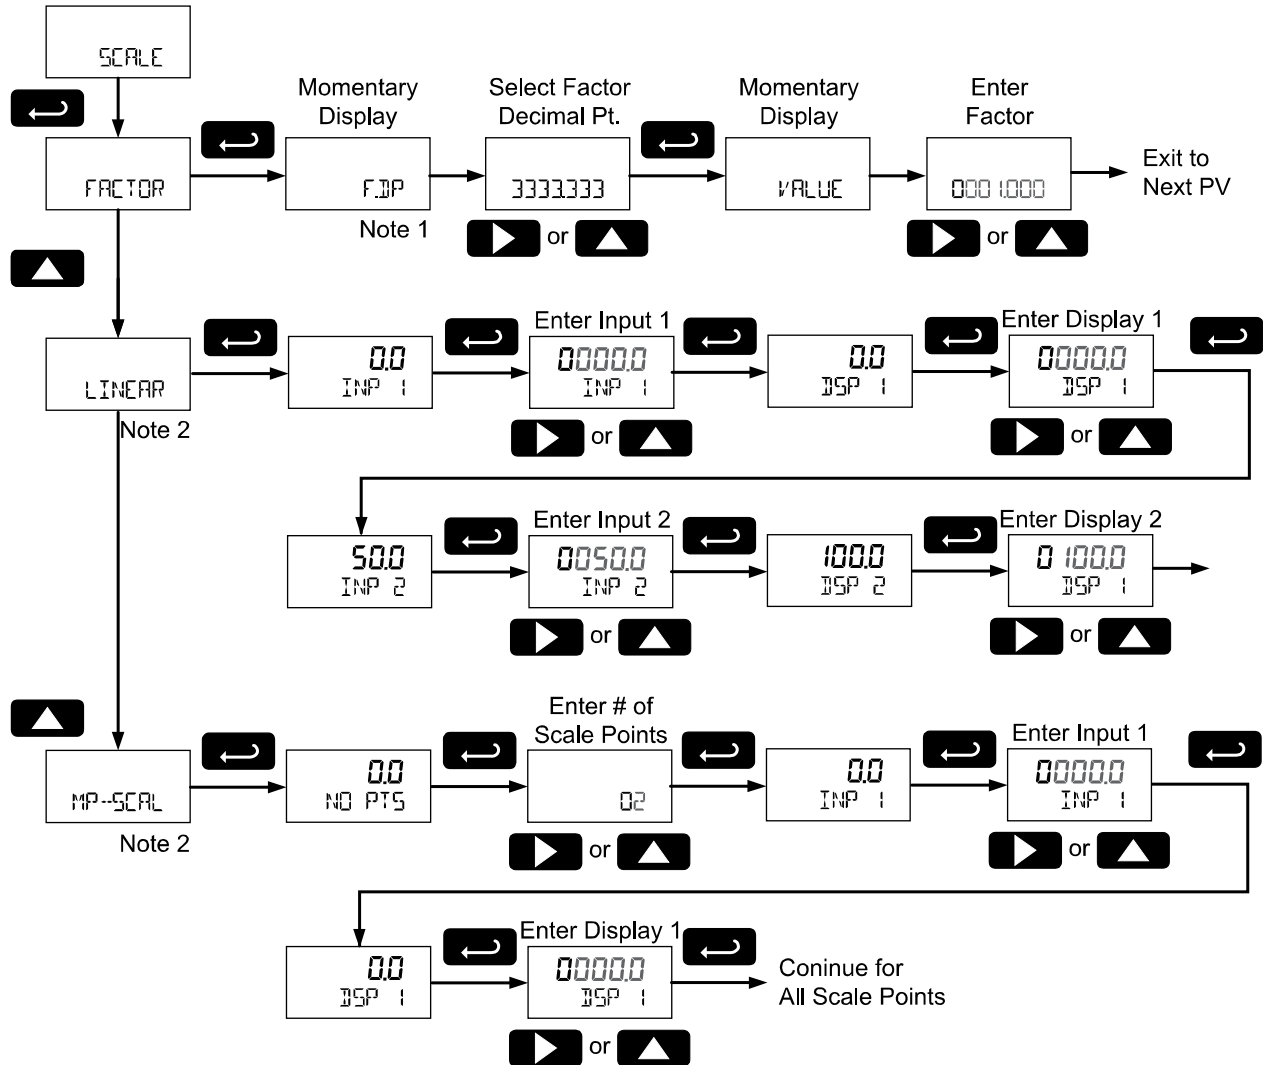 SCALE
Momentary
Display
Select Factor
Decimal Pt.
Momentary
Display
Enter
Factor
FACTOR
F.DP
3333.333
VALUE
0001.000
Exit to
Next PV
Note 1
or
or
Enter Input 1
Enter Display 1
LINEAR
0.0
INP 1
0000.0
INP 1
0.0
DSP 1
0000.0
DSP 1
Note 2
or
or
Enter Input 2
Enter Display 2
50.0
INP 2
0050.0
INP 2
100.0
DSP 2
0100.0
DSP 1
or
or
Enter # of
Scale Points
Enter Input 1
MP--SCAL
0.0
NO PTS
02
0.0
INP 1
0000.0
INP 1
Note 2
or
or
Enter Display 1
0.0
DSP 1
0000.0
DSP 1
Coninue for
All Scale Points
or